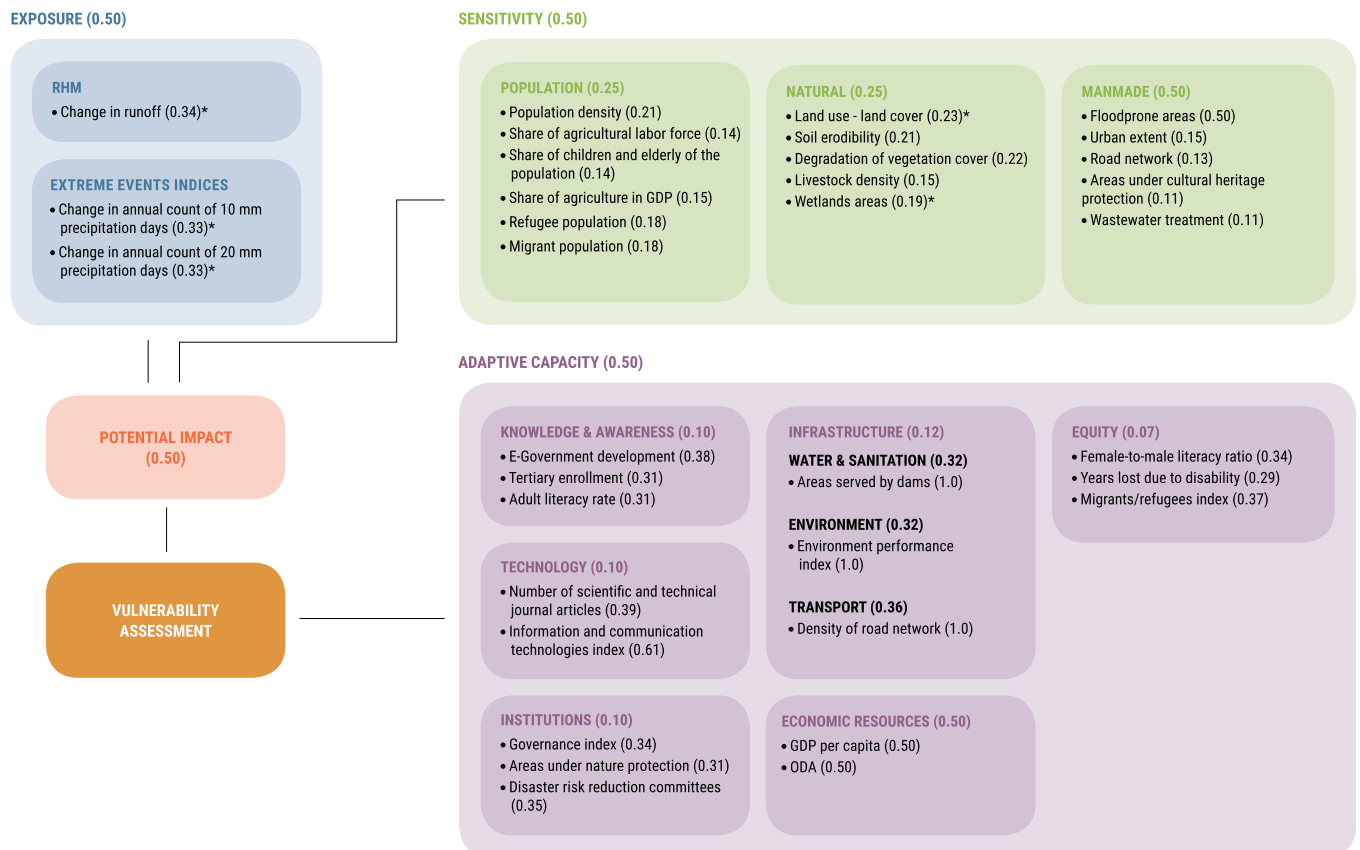 EXPOSURE (0.50)
RHM
• Change in runoff (0.34)*
EXTREME EVENTS INDICES
• Change in annual count of 10 mm
precipitation days (0.33)*
• Change in annual count of 20 mm
precipitation days (0.33)*
SENSITIVITY (0.50)
POPULATION (0.25)
• Population density (0.21)
• Share of agricultural labor force (0.14)
• Share of children and elderly of the
population (0.14)
• Share of agriculture in GDP (0.15)
• Refugee population (0.18)
• Migrant population (0.18)
NATURAL (0.25)
• Land use - land cover (0.23)*
• Soil erodibility (0.21)
• Degradation of vegetation cover (0.22)
• Livestock density (0.15)
• Wetlands areas (0.19)*
MANMADE (0.50)
• Floodprone areas (0.50)
• Urban extent (0.15)
• Road network (0.13)
• Areas under cultural heritage
protection (0.11)
• Wastewater treatment (0.11)
POTENTIAL IMPACT
(0.50)
VULNERABILITY
ASSESSMENT
ADAPTIVE CAPACITY (0.50)
KNOWLEDGE & AWARENESS (0.10)
• E-Government development (0.38)
• Tertiary enrollment (0.31)
• Adult literacy rate (0.31)
TECHNOLOGY (0.10)
• Number of scientific and technical
journal articles (0.39)
• Information and communication
technologies index (0.61)
INSTITUTIONS (0.10)
• Governance index (0.34)
• Areas under nature protection (0.31)
• Disaster risk reduction committees
(0.35)
INFRASTRUCTURE (0.12)
WATER & SANITATION (0.32)
• Areas served by dams (1.0)
ENVIRONMENT (0.32)
• Environment performance
index (1.0)
TRANSPORT (0.36)
• Density of road network (1.0)
ECONOMIC RESOURCES (0.50)
• GDP per capita (0.50)
• ODA (0.50)
EQUITY (0.07)
• Female-to-male literacy ratio (0.34)
• Years lost due to disability (0.29)
• Migrants/refugees index (0.37)